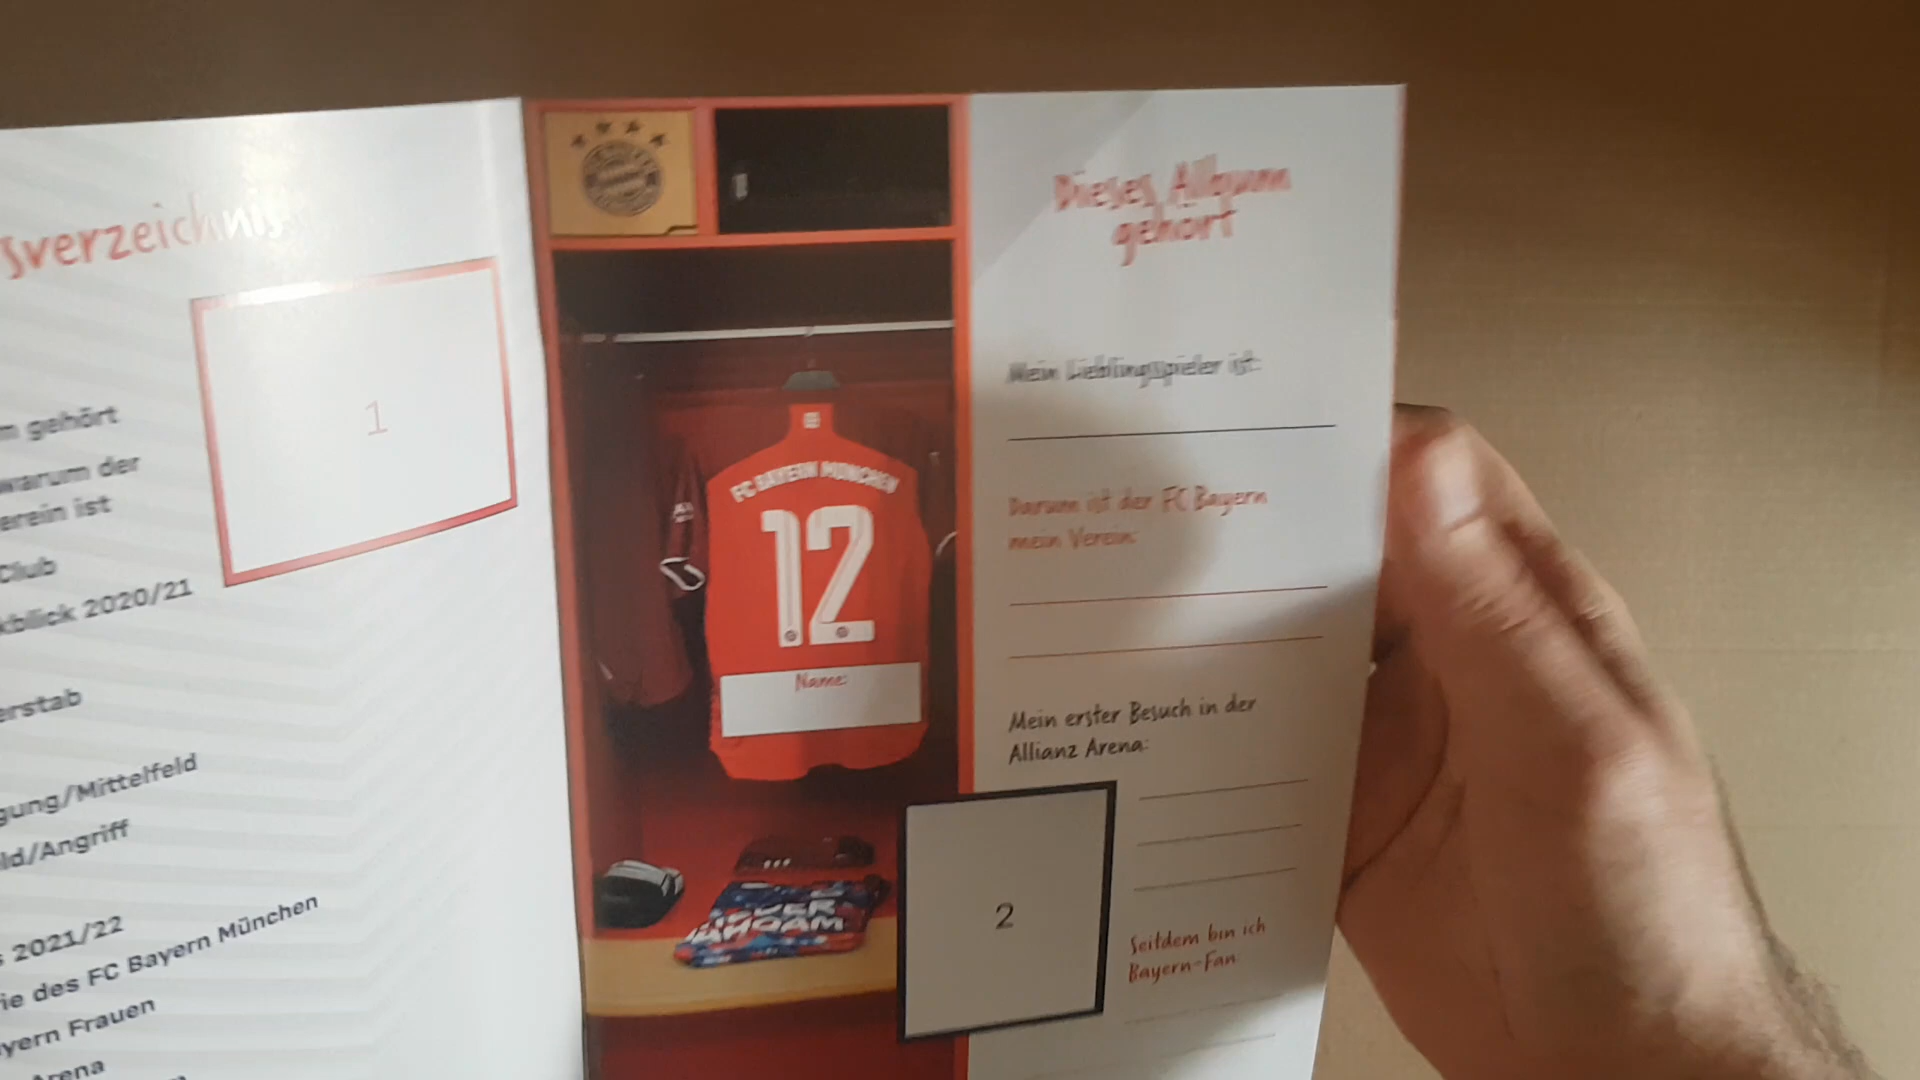 sverzeichnis
1
m gehört
warum der
erein ist
Club
kblick 2020/21
erstab
gung/Mittelfeld
ld/Angriff
s 2021/22
ie des FC Bayern München
yern Frauen
Arena
FC BAYERN MÜNCHEN
12
Name:
Dieses Album
gehört
Mein Lieblingsspieler ist:
Darum ist der FC Bayern
mein Verein:
Mein erster Besuch in der
Allianz Arena:
2
Seitdem bin ich
Bayern-Fan: